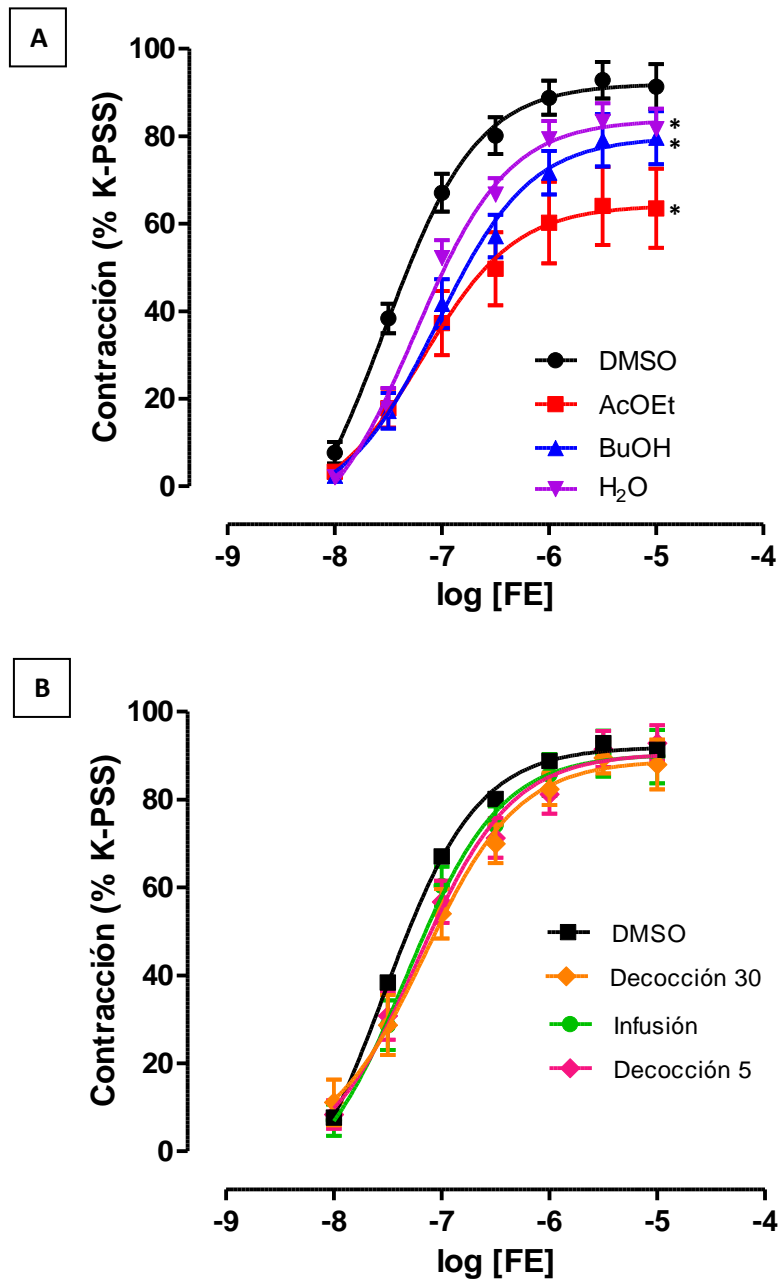 A
Contracción (% K-PSS)
100
80
60
40
20
0
*
*
*
DMSO
AcOEt
BuOH
H₂O
-9 -8 -7 -6 -5 -4
log [FE]
B
Contracción (% K-PSS)
100
80
60
40
20
0
DMSO
Decocción 30
Infusión
Decocción 5
-9 -8 -7 -6 -5 -4
log [FE]